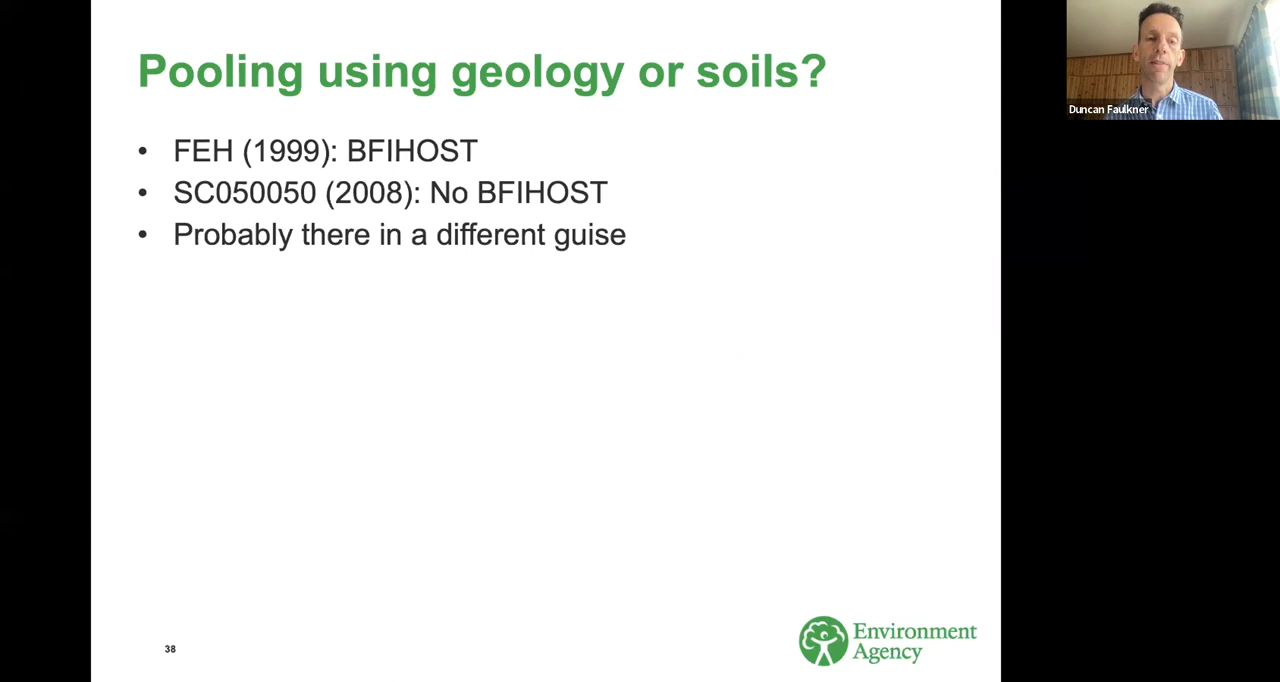 Pooling using geology or soils?
• FEH (1999): BFIHOST
• SC050050 (2008): No BFIHOST
• Probably there in a different guise
Duncan Faulkner
38
Environment
Agency